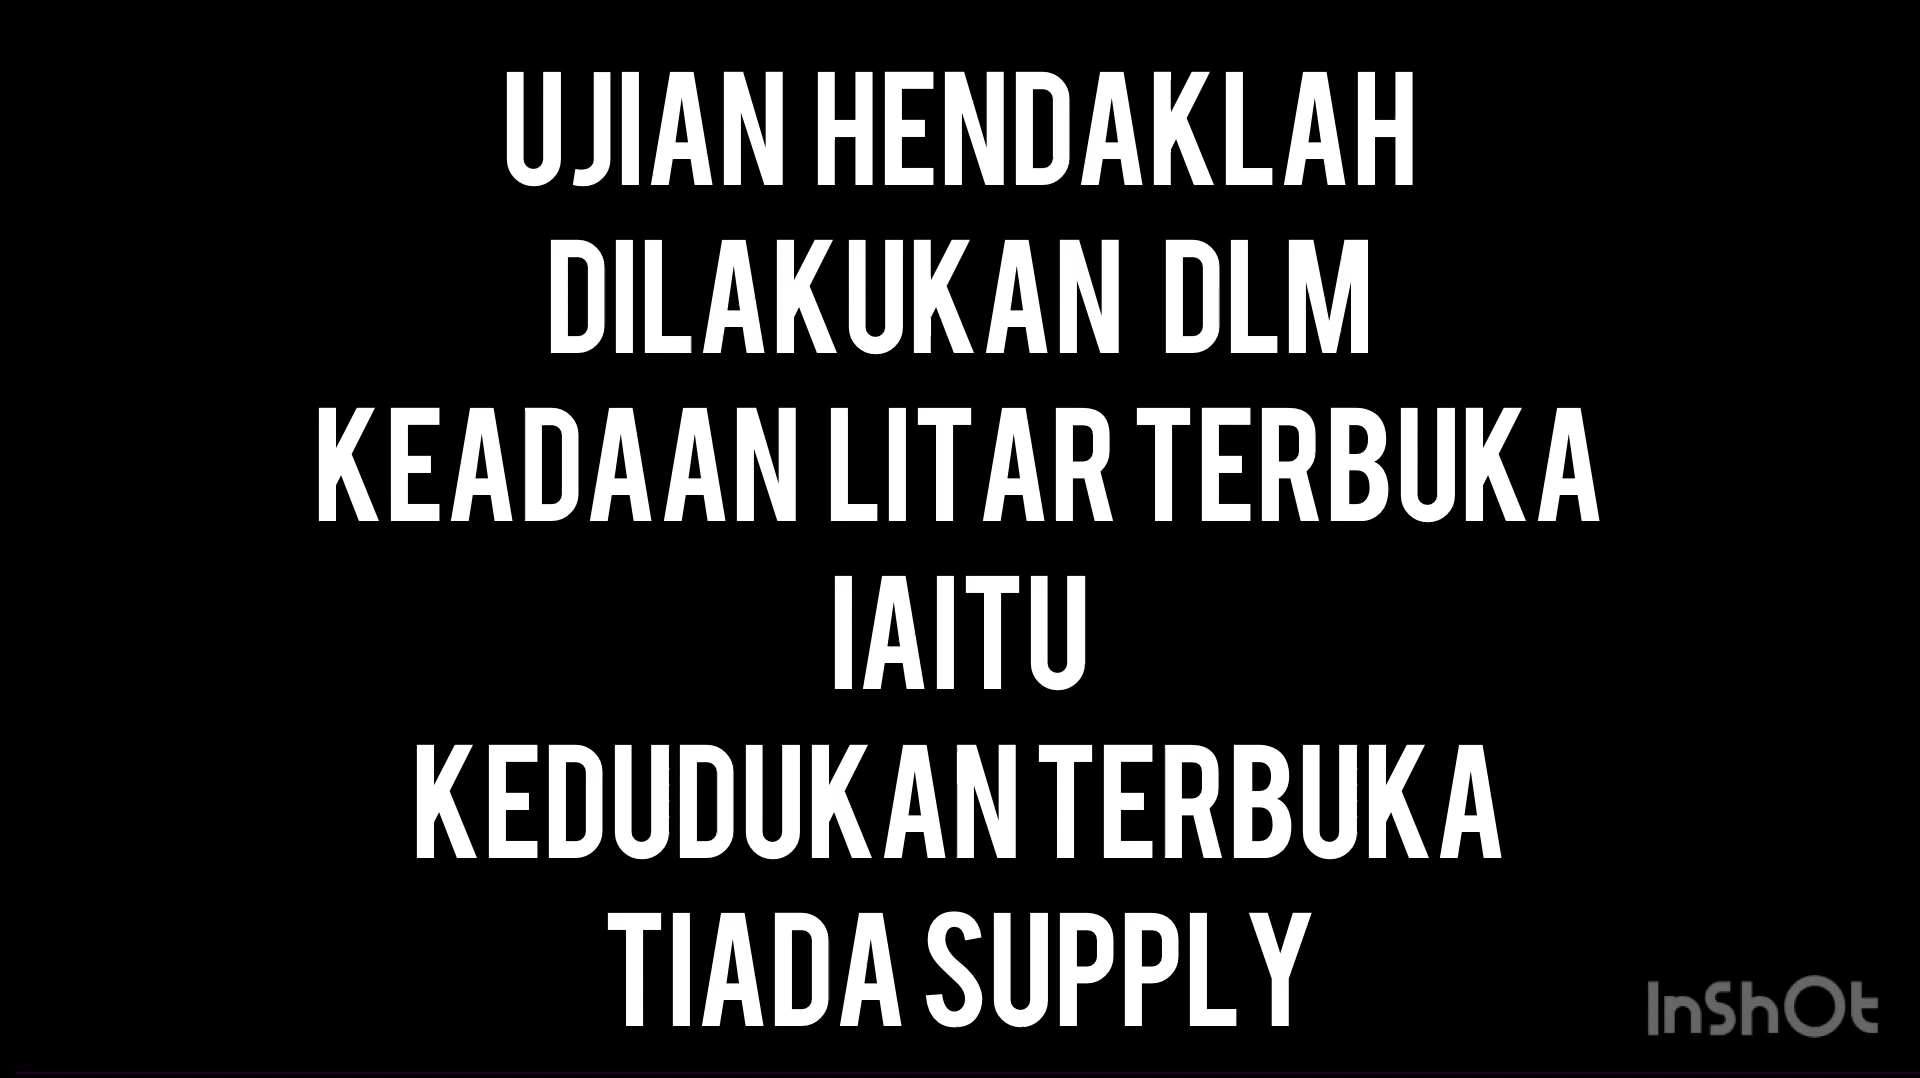 UJIAN HENDAKLAH
DILAKUKAN DLM
KEADAAN LITAR TERBUKA
IAITU
KEDUDUKAN TERBUKA
TIADA SUPPLY
InShOt